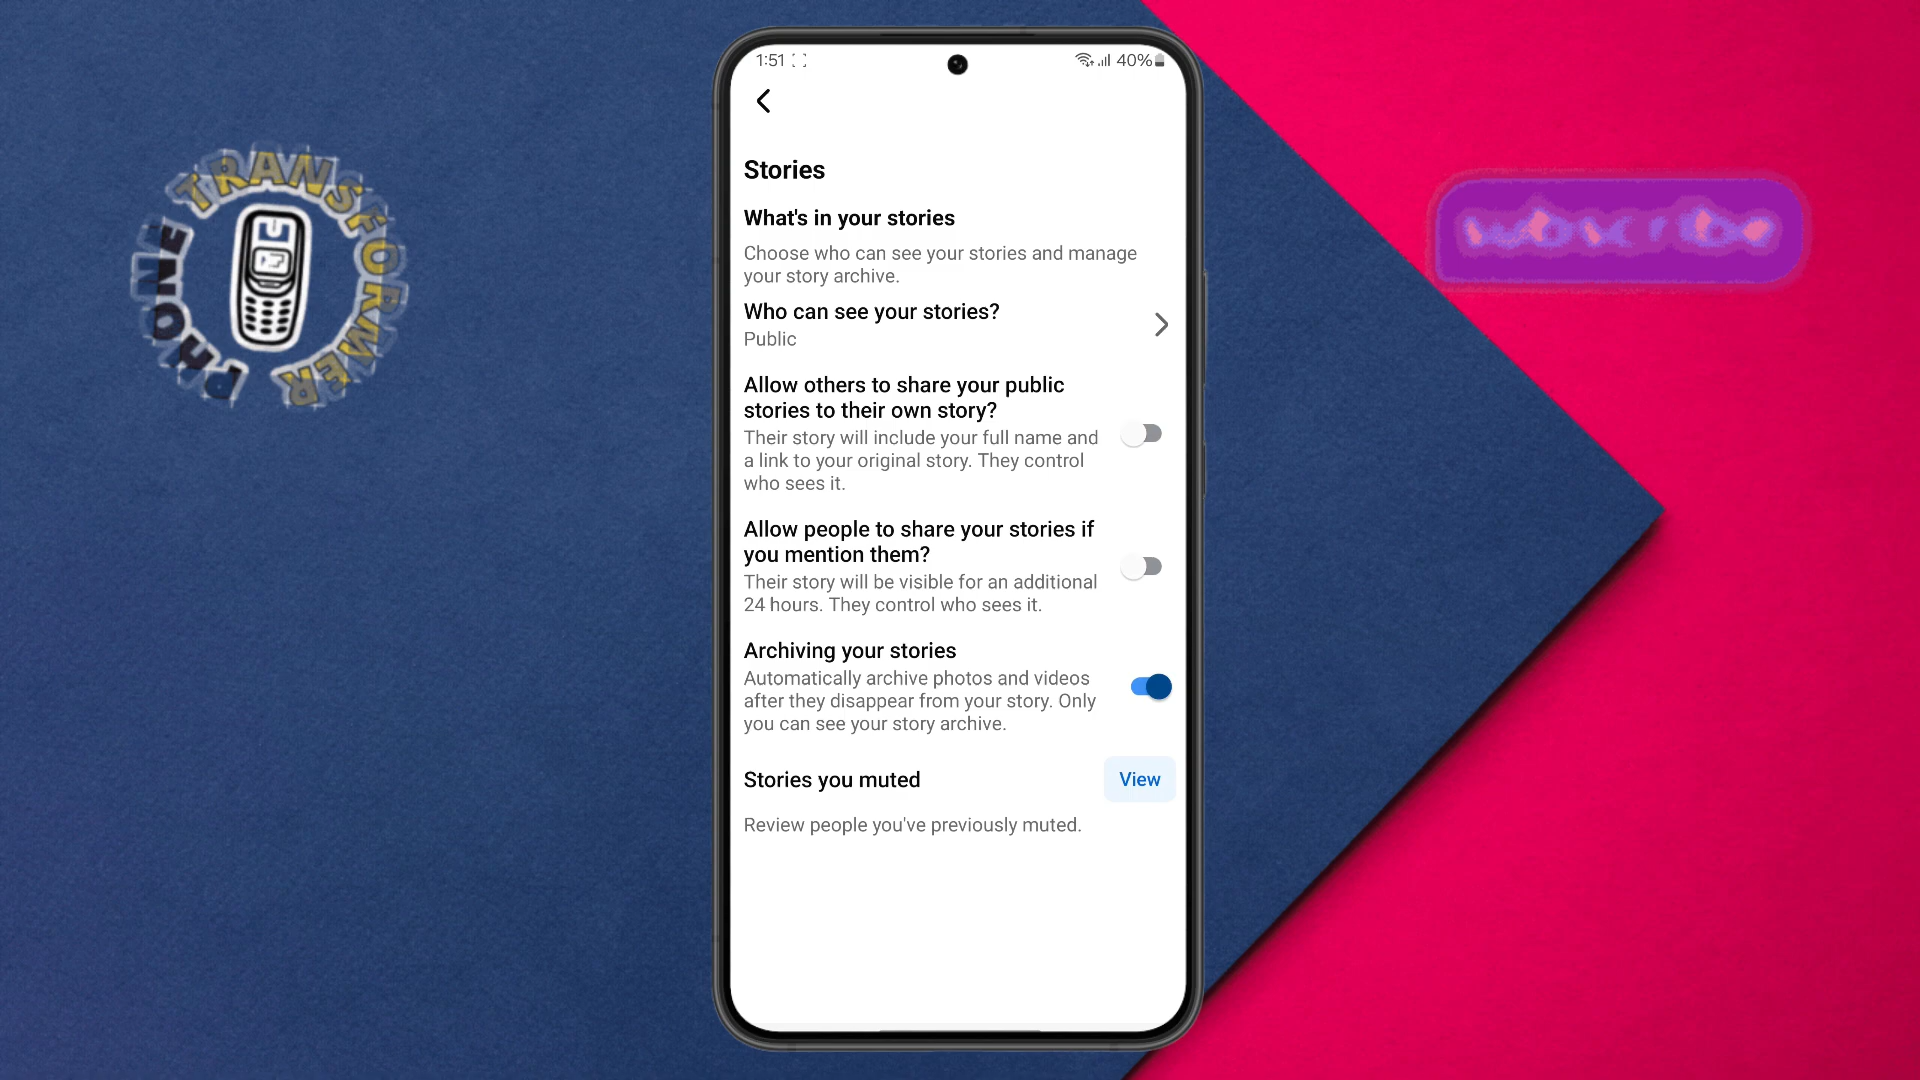 PHONE TRANSFORMER
1:51
40%
Stories
What's in your stories
Choose who can see your stories and manage
your story archive.
Who can see your stories?
Public
Allow others to share your public
stories to their own story?
Their story will include your full name and
a link to your original story. They control
who sees it.
Allow people to share your stories if
you mention them?
Their story will be visible for an additional
24 hours. They control who sees it.
Archiving your stories
Automatically archive photos and videos
after they disappear from your story. Only
you can see your story archive.
Stories you muted
View
Review people you've previously muted.